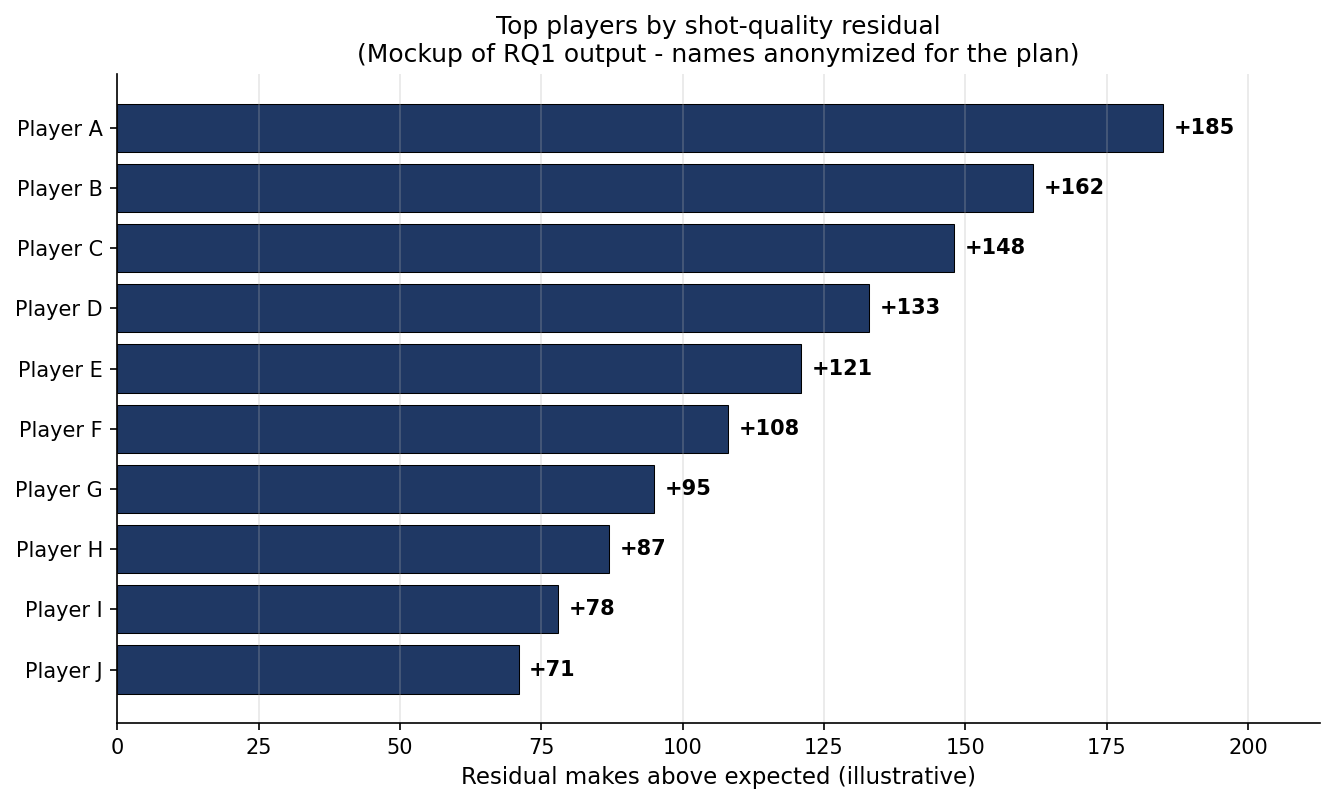 Top players by shot-quality residual
(Mockup of RQ1 output - names anonymized for the plan)
Player A +185
Player B +162
Player C +148
Player D +133
Player E +121
Player F +108
Player G +95
Player H +87
Player I +78
Player J +71
0 25 50 75 100 125 150 175 200
Residual makes above expected (illustrative)